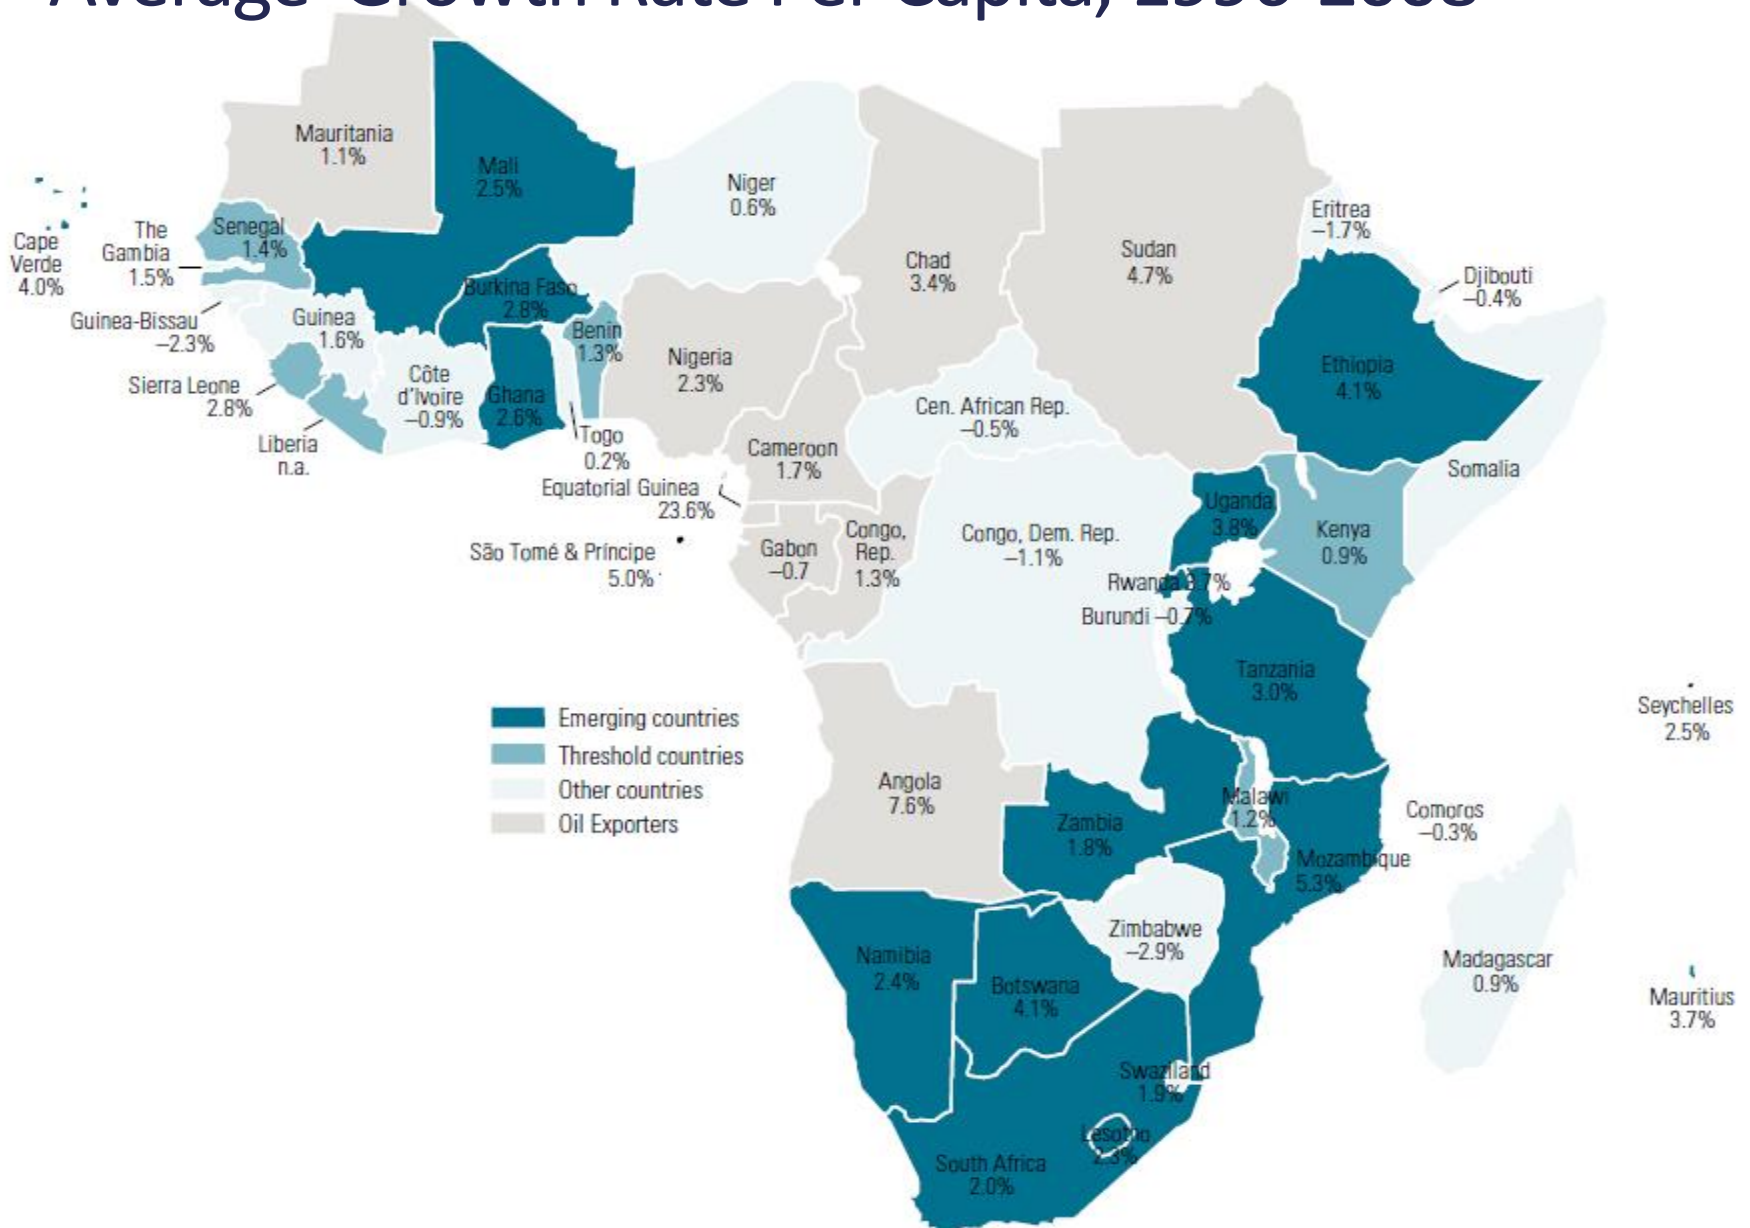 Average Growth Rate Per Capita, 1996-2008
Mauritania
1.1%
Mali
2.5%
Niger
0.6%
Chad
3.4%
Sudan
4.7%
Eritrea
–1.7%
Djibouti
–0.4%
Cape
Verde
4.0%
The
Gambia
1.5%
Senegal
1.4%
Guinea-Bissau
–2.3%
Guinea
1.6%
Sierra Leone
2.8%
Liberia
n.a.
Côte
d'Ivoire
–0.9%
Burkina Faso
2.8%
Ghana
2.6%
Benin
1.3%
Togo
0.2%
Nigeria
2.3%
Cameroon
1.7%
Equatorial Guinea
23.6%
São Tomé & Príncipe
5.0%
Gabon
–0.7
Congo,
Rep.
1.3%
Cen. African Rep.
–0.5%
Congo, Dem. Rep.
–1.1%
Ethiopia
4.1%
Somalia
Uganda
3.8%
Kenya
0.9%
Rwanda 3.7%
Burundi –0.7%
Tanzania
3.0%
Seychelles
2.5%
Emerging countries
Threshold countries
Other countries
Oil Exporters
Angola
7.6%
Zambia
1.8%
Malawi
1.2%
Mozambique
5.3%
Comoros
–0.3%
Zimbabwe
–2.9%
Madagascar
0.9%
Mauritius
3.7%
Namibia
2.4%
Botswana
4.1%
Swaziland
1.9%
Lesotho
2.3%
South Africa
2.0%